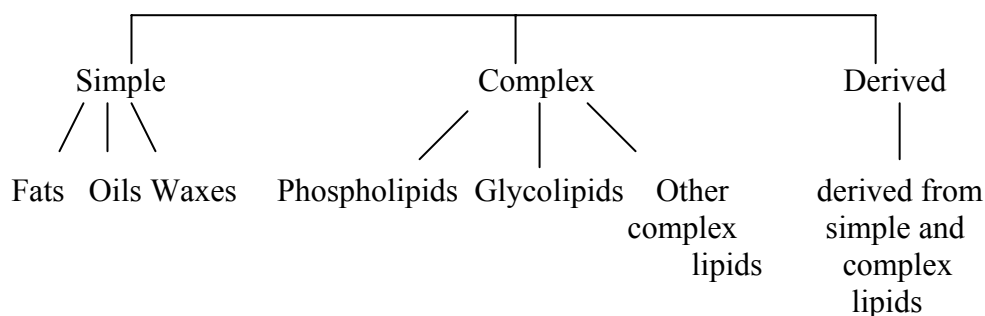 Simple Complex Derived
Fats Oils Waxes Phospholipids Glycolipids Other derived from
complex simple and
lipids complex
lipids